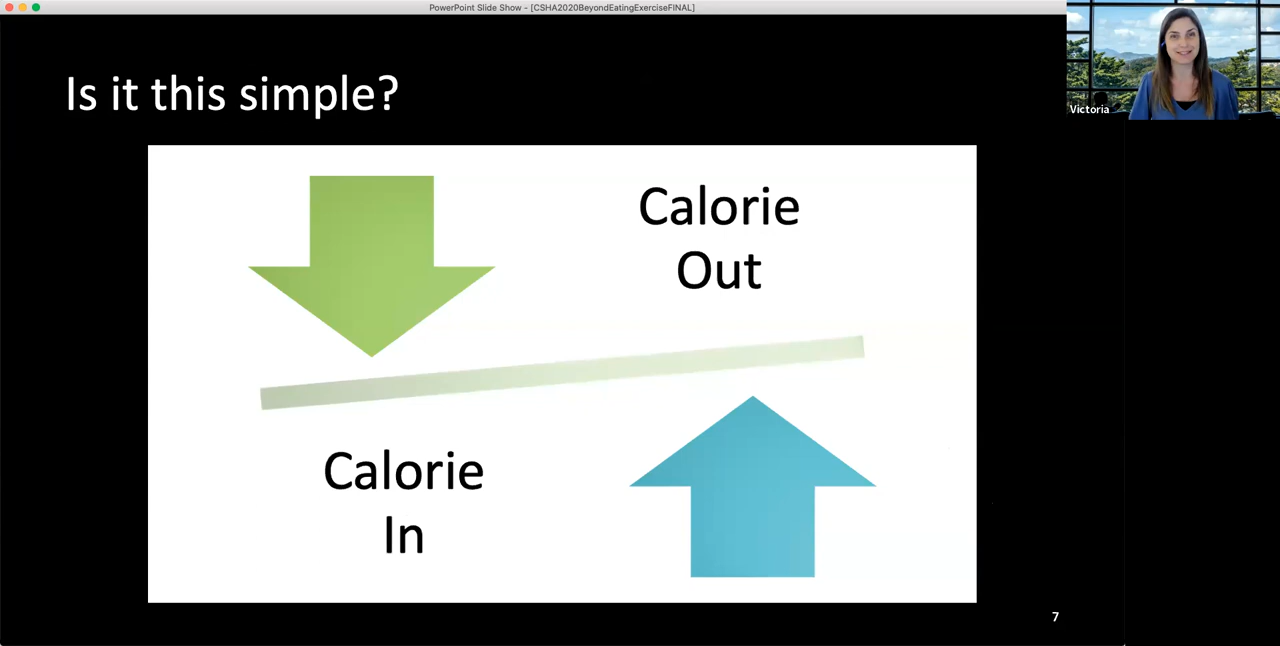 PowerPoint Slide Show - [CSHA2020BeyondEatingExerciseFINAL]
Victoria
Is it this simple?
Calorie
Out
Calorie
In
7